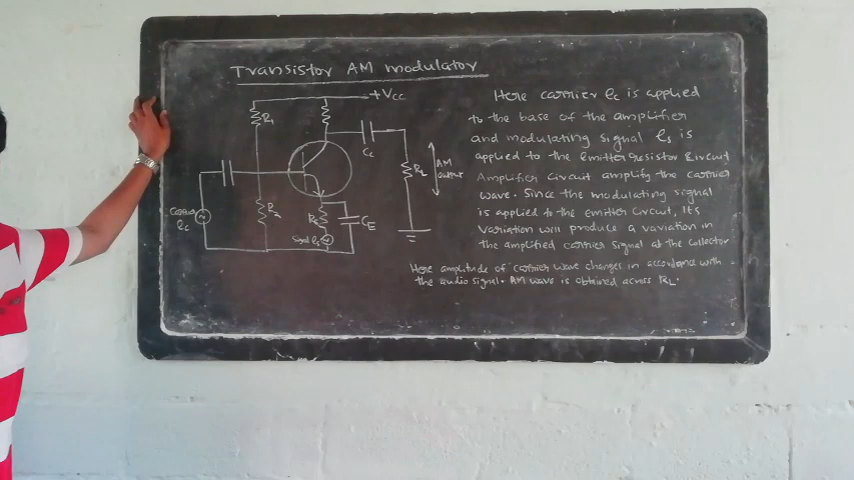 Transistor AM modulator
+Vcc
R1
Cc
RL
AM
output
R2
Carrier
ec
RE
CE
Signal es
Here carrier ec is applied
to the base of the amplifier
and modulating signal es is
applied to the Emitter resistor circuit
Amplifier circuit amplify the carrier
wave. Since the modulating signal
is applied to the Emitter circuit, Its
variation will produce a variation in
the amplified carrier signal at the collector
Here amplitude of carrier wave changes in accordance with
the audio signal. AM wave is obtained across RL.